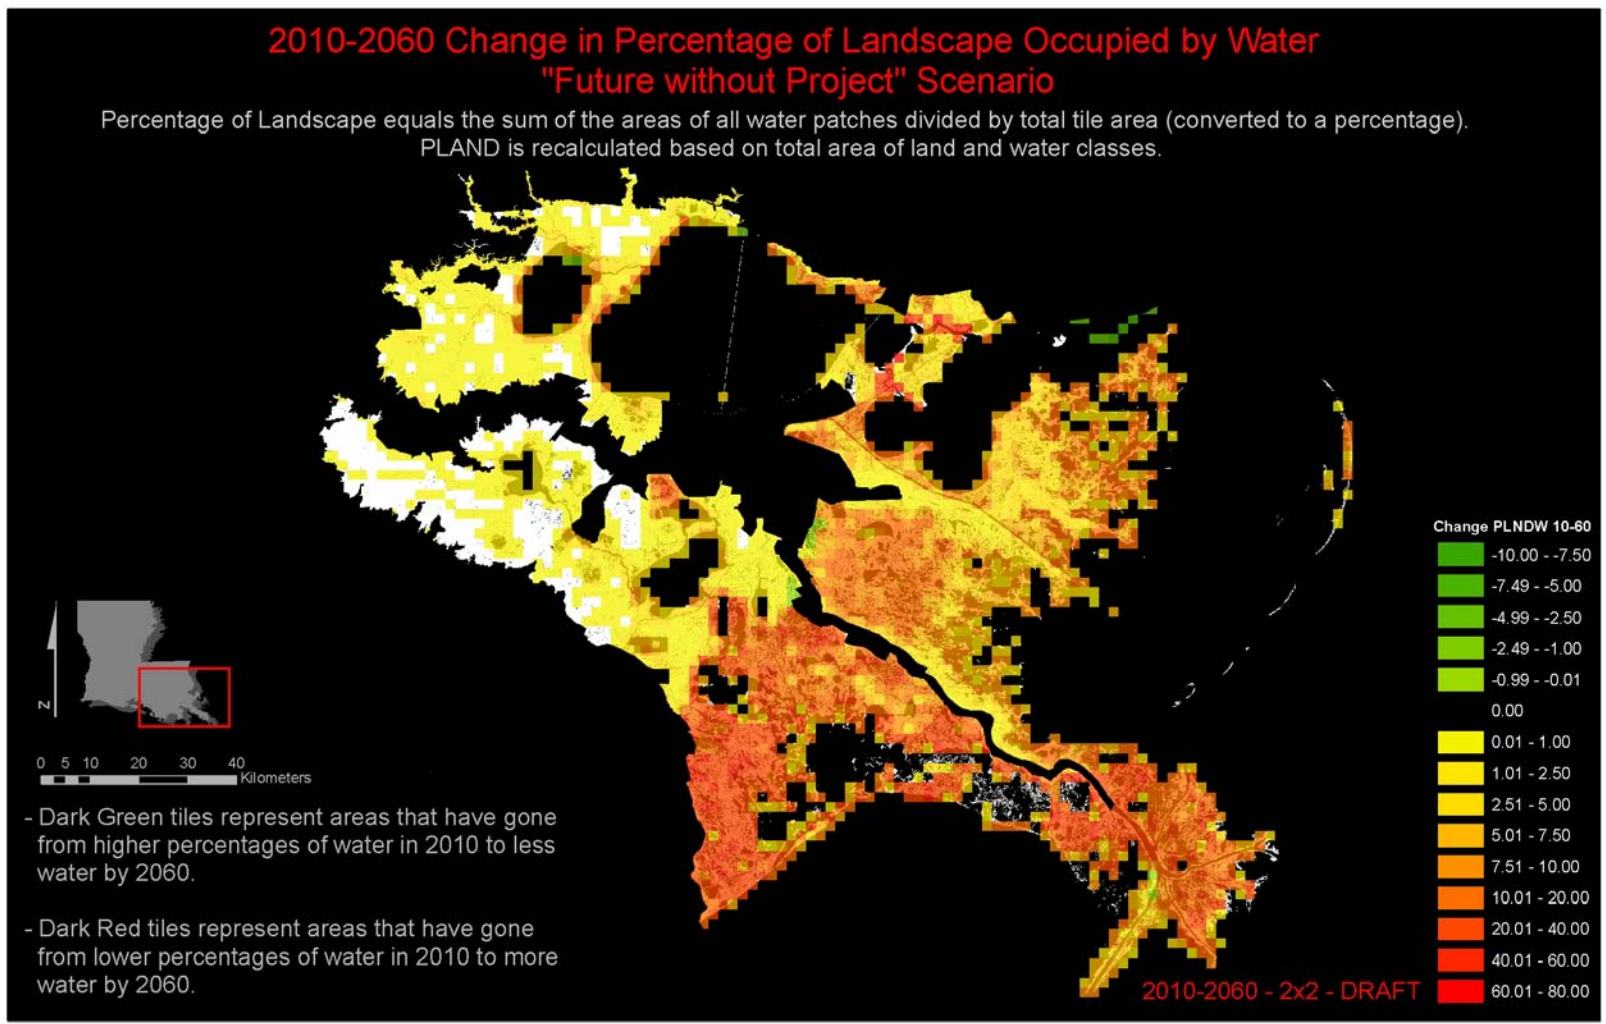 2010-2060 Change in Percentage of Landscape Occupied by Water
"Future without Project" Scenario
Percentage of Landscape equals the sum of the areas of all water patches divided by total tile area (converted to a percentage).
PLAND is recalculated based on total area of land and water classes.
Change PLNDW 10-60
-10.00 - -7.50
-7.49 - -5.00
-4.99 - -2.50
-2.49 - -1.00
-0.99 - -0.01
0.00
0.01 - 1.00
1.01 - 2.50
2.51 - 5.00
5.01 - 7.50
7.51 - 10.00
10.01 - 20.00
20.01 - 40.00
40.01 - 60.00
60.01 - 80.00
N
0 5 10 20 30 40
Kilometers
- Dark Green tiles represent areas that have gone
from higher percentages of water in 2010 to less
water by 2060.
- Dark Red tiles represent areas that have gone
from lower percentages of water in 2010 to more
water by 2060.
2010-2060 - 2x2 - DRAFT